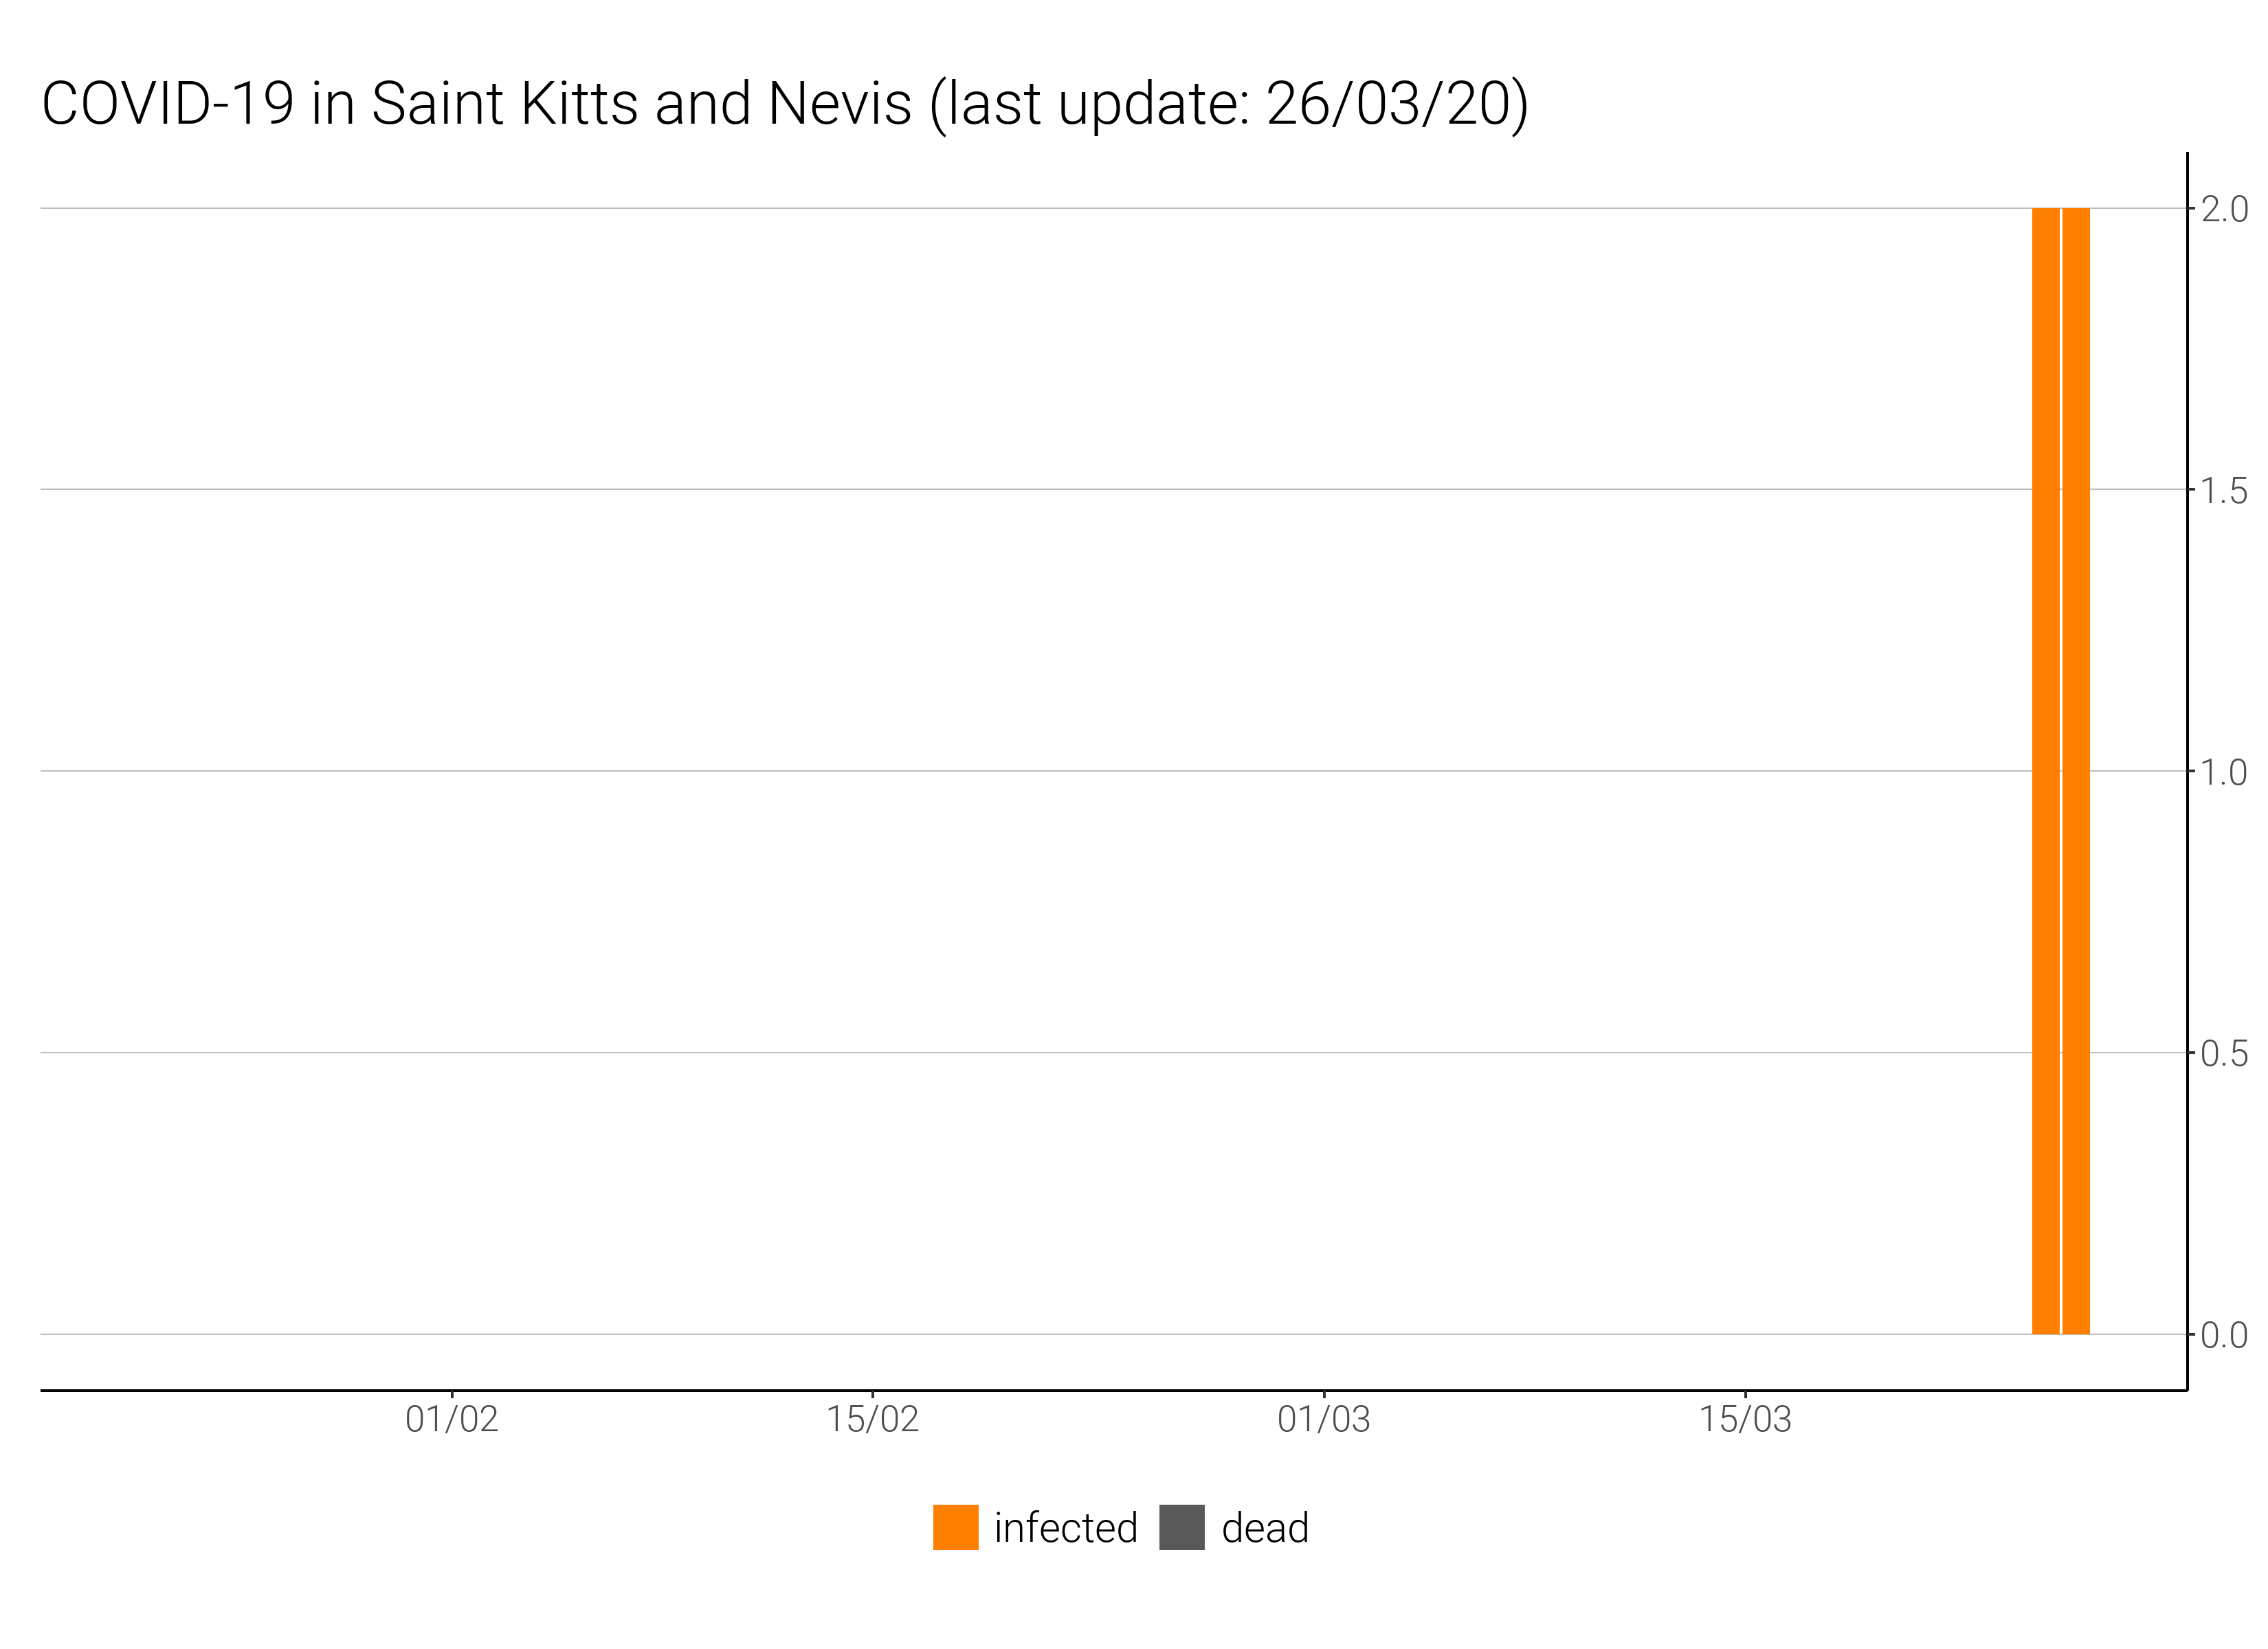 COVID-19 in Saint Kitts and Nevis (last update: 26/03/20)
2.0
1.5
1.0
0.5
0.0
01/02 15/02 01/03 15/03
infected dead